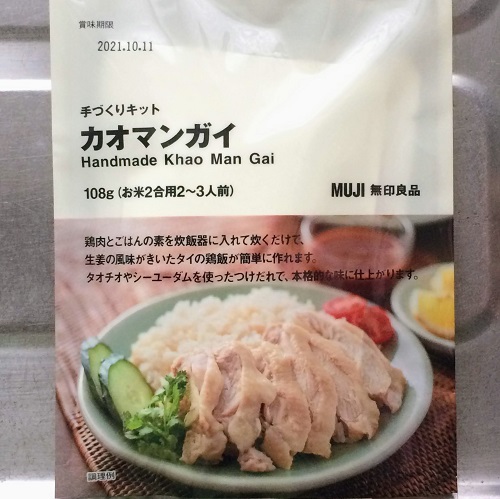 賞味期限
2021.10.11
手づくりキット
カオマンガイ
Handmade Khao Man Gai
108g(お米2合用2〜3人前)
MUJI 無印良品
鶏肉とごはんの素を炊飯器に入れて炊くだけで、
生姜の風味がきいたタイの鶏飯が簡単に作れます。
タオチオやシーユーダムを使ったつけだれで、本格的な味に仕上がります。
調理例